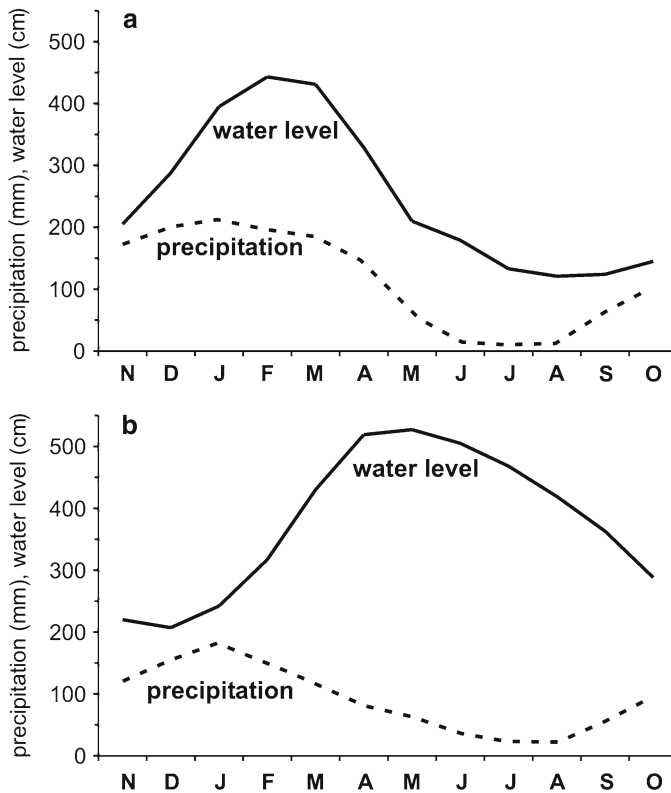 a
precipitation (mm), water level (cm)
500
400
300
200
100
0
water level
precipitation
N D J F M A M J J A S O
b
precipitation (mm), water level (cm)
500
400
300
200
100
0
water level
precipitation
N D J F M A M J J A S O